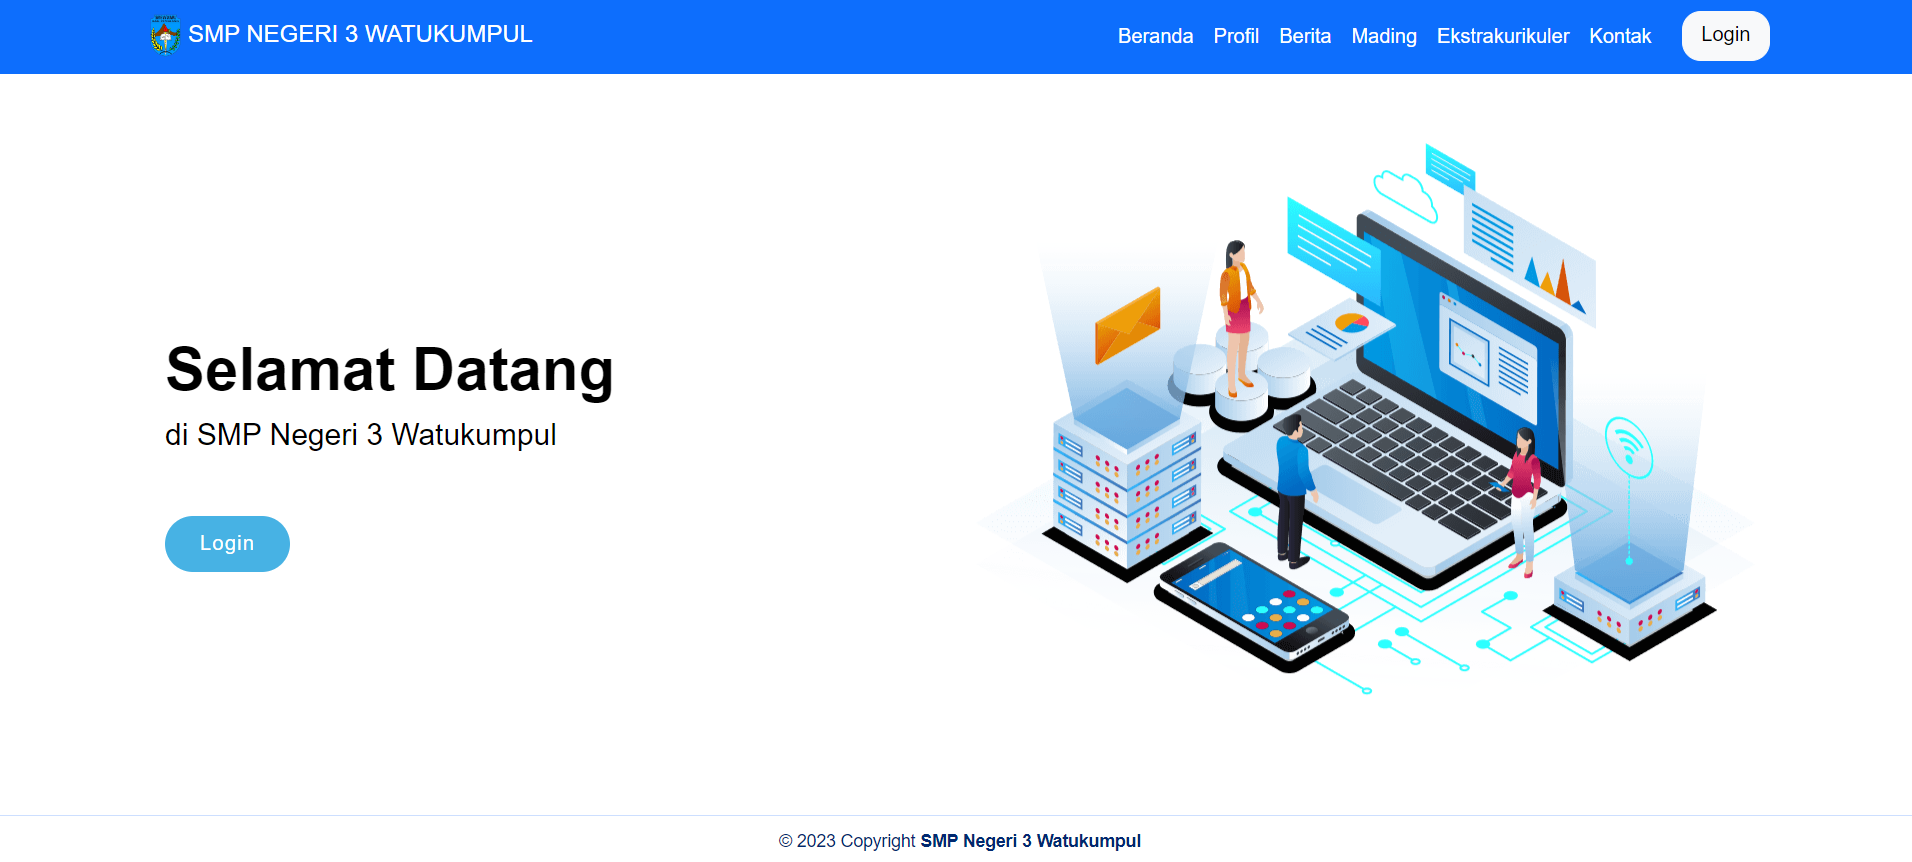 SMP NEGERI 3 WATUKUMPUL
Beranda Profil Berita Mading Ekstrakurikuler Kontak Login
Selamat Datang
di SMP Negeri 3 Watukumpul
Login
© 2023 Copyright SMP Negeri 3 Watukumpul